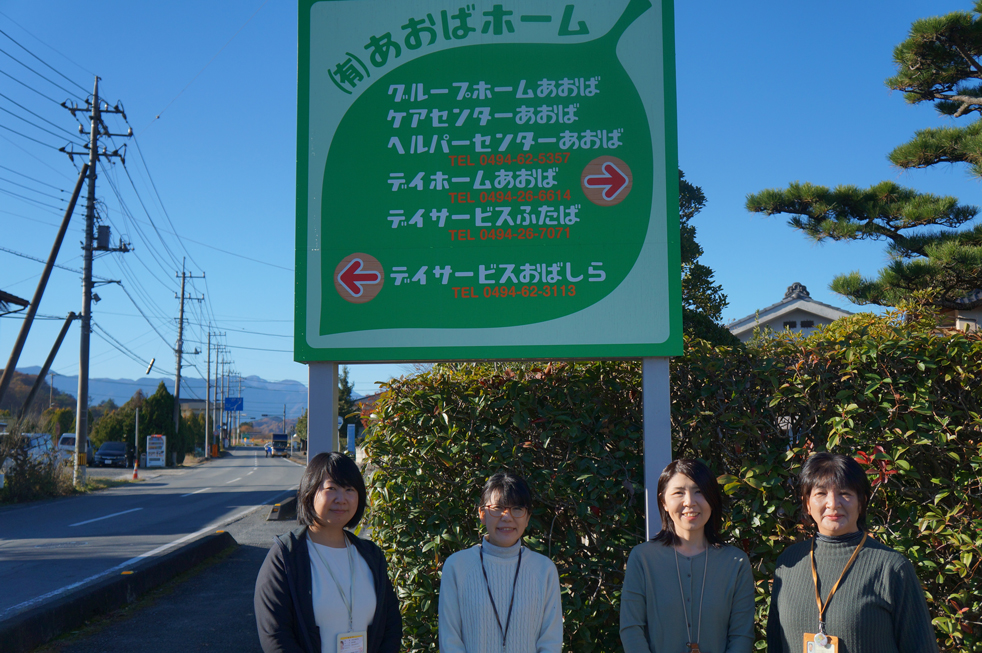 (有)あおばホーム
グループホームあおば
ケアセンターあおば
ヘルパーセンターあおば
TEL 0494-62-5357
デイホームあおば
TEL 0494-26-6614
デイサービスふたば
TEL 0494-26-7071
デイサービスおばしら
TEL 0494-62-3113